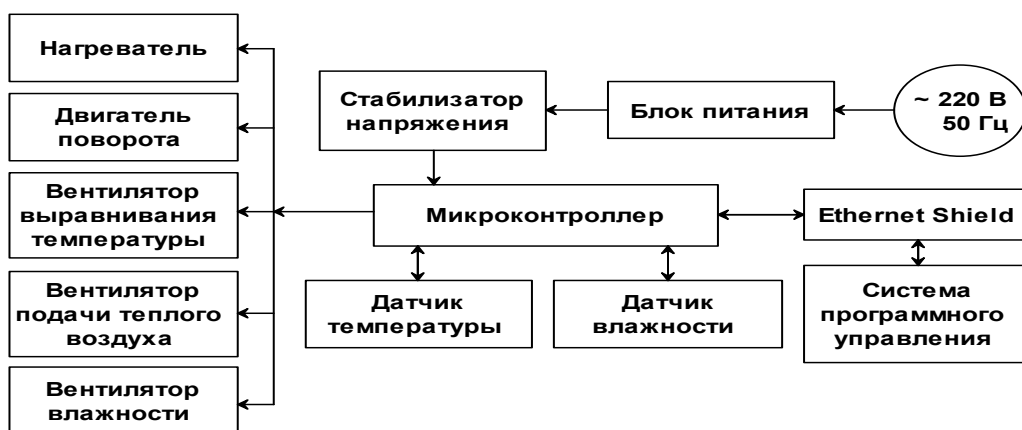 Нагреватель
Двигатель
поворота
Вентилятор
выравнивания
температуры
Вентилятор
подачи теплого
воздуха
Вентилятор
влажности
Стабилизатор
напряжения
Блок питания
~ 220 В
50 Гц
Микроконтроллер
Ethernet Shield
Датчик
температуры
Датчик
влажности
Система
программного
управления